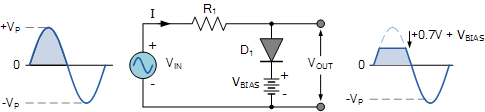 +VP
0
-VP
I
R1
+
VIN
-
D1
VBIAS
+
-
VOUT
+0.7V + VBIAS
0
-VP